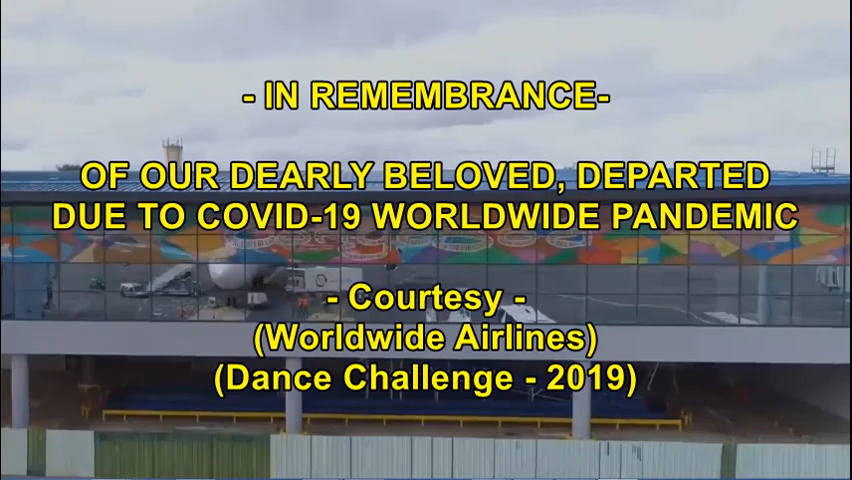 - IN REMEMBRANCE-
OF OUR DEARLY BELOVED, DEPARTED
DUE TO COVID-19 WORLDWIDE PANDEMIC
- Courtesy -
(Worldwide Airlines)
(Dance Challenge - 2019)